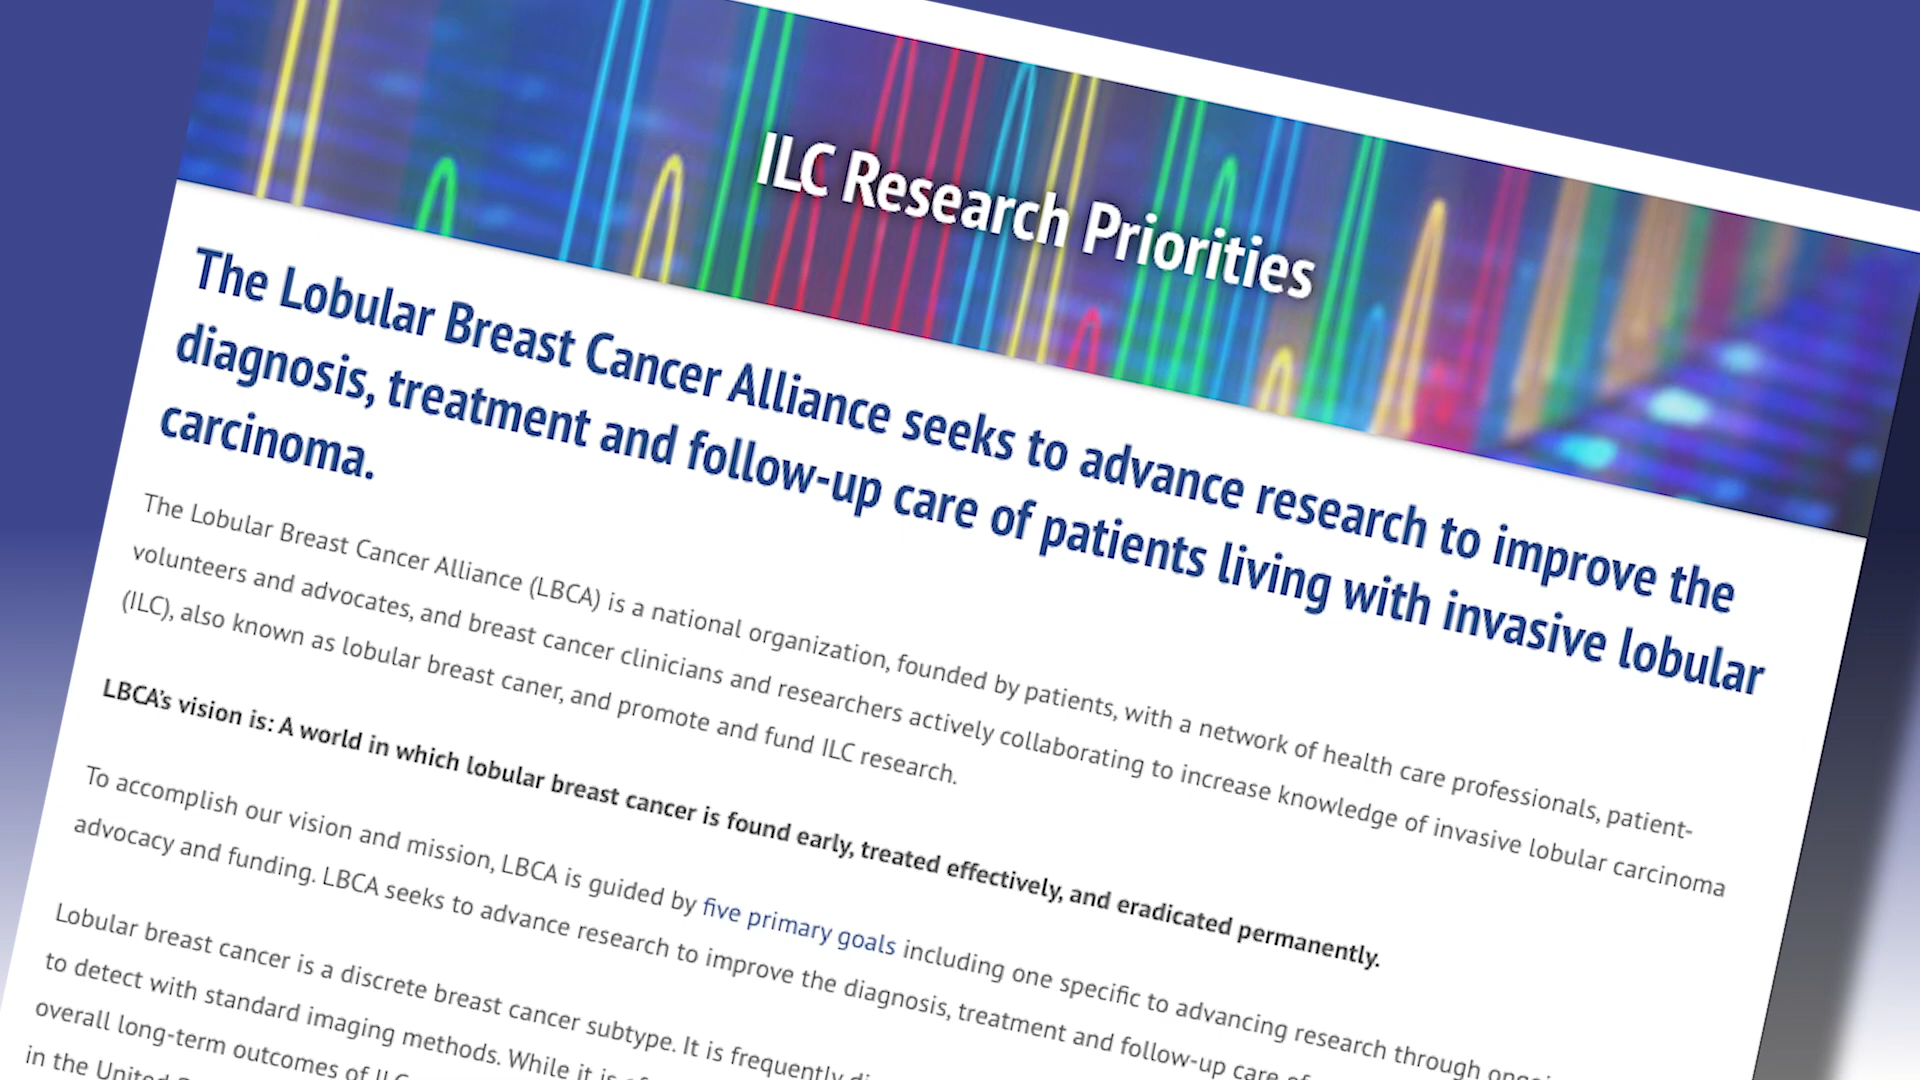 ILC Research Priorities
The Lobular Breast Cancer Alliance seeks to advance research to improve the
diagnosis, treatment and follow-up care of patients living with invasive lobular
carcinoma.
The Lobular Breast Cancer Alliance (LBCA) is a national organization, founded by patients, with a network of health care professionals, patient-
volunteers and advocates, and breast cancer clinicians and researchers actively collaborating to increase knowledge of invasive lobular carcinoma
(ILC), also known as lobular breast caner, and promote and fund ILC research.
LBCA's vision is: A world in which lobular breast cancer is found early, treated effectively, and eradicated permanently.
To accomplish our vision and mission, LBCA is guided by five primary goals including one specific to advancing research through
advocacy and funding. LBCA seeks to advance research to improve the diagnosis, treatment and follow-up care of
Lobular breast cancer is a discrete breast cancer subtype. It is frequently
to detect with standard imaging methods. While it is
overall long-term outcomes of ILC
in the United